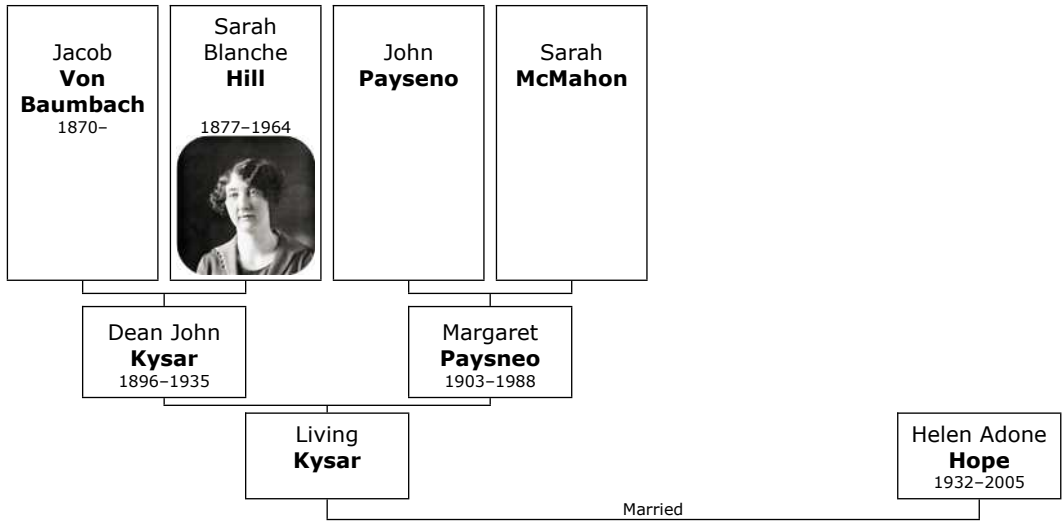 Jacob
Von
Baumbach
1870–
Sarah
Blanche
Hill
1877–1964
John
Payseno
Sarah
McMahon
Dean John
Kysar
1896–1935
Margaret
Paysneo
1903–1988
Living
Kysar
Helen Adone
Hope
1932–2005
Married